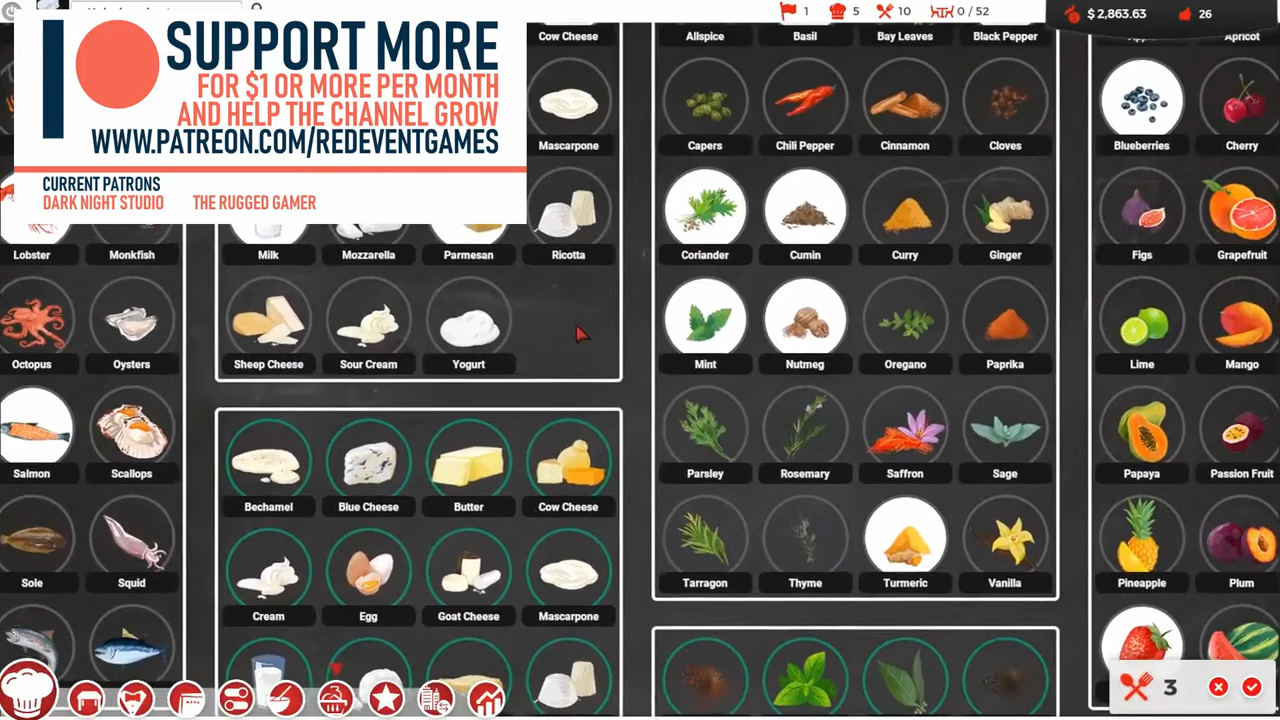 1 5 10 0 / 52 $ 2,863.63 26
SUPPORT MORE
FOR $1 OR MORE PER MONTH
AND HELP THE CHANNEL GROW
WWW.PATREON.COM/REDEVENTGAMES
CURRENT PATRONS
DARK NIGHT STUDIO THE RUGGED GAMER
Cow Cheese Allspice Basil Bay Leaves Black Pepper Apricot
Mascarpone Capers Chili Pepper Cinnamon Cloves Blueberries Cherry
Lobster Monkfish Milk Mozzarella Parmesan Ricotta Coriander Cumin Curry Ginger Figs Grapefruit
Octopus Oysters Sheep Cheese Sour Cream Yogurt Mint Nutmeg Oregano Paprika Lime Mango
Salmon Scallops Parsley Rosemary Saffron Sage Papaya Passion Fruit
Bechamel Blue Cheese Butter Cow Cheese
Sole Squid Tarragon Thyme Turmeric Vanilla Pineapple Plum
Cream Egg Goat Cheese Mascarpone
3